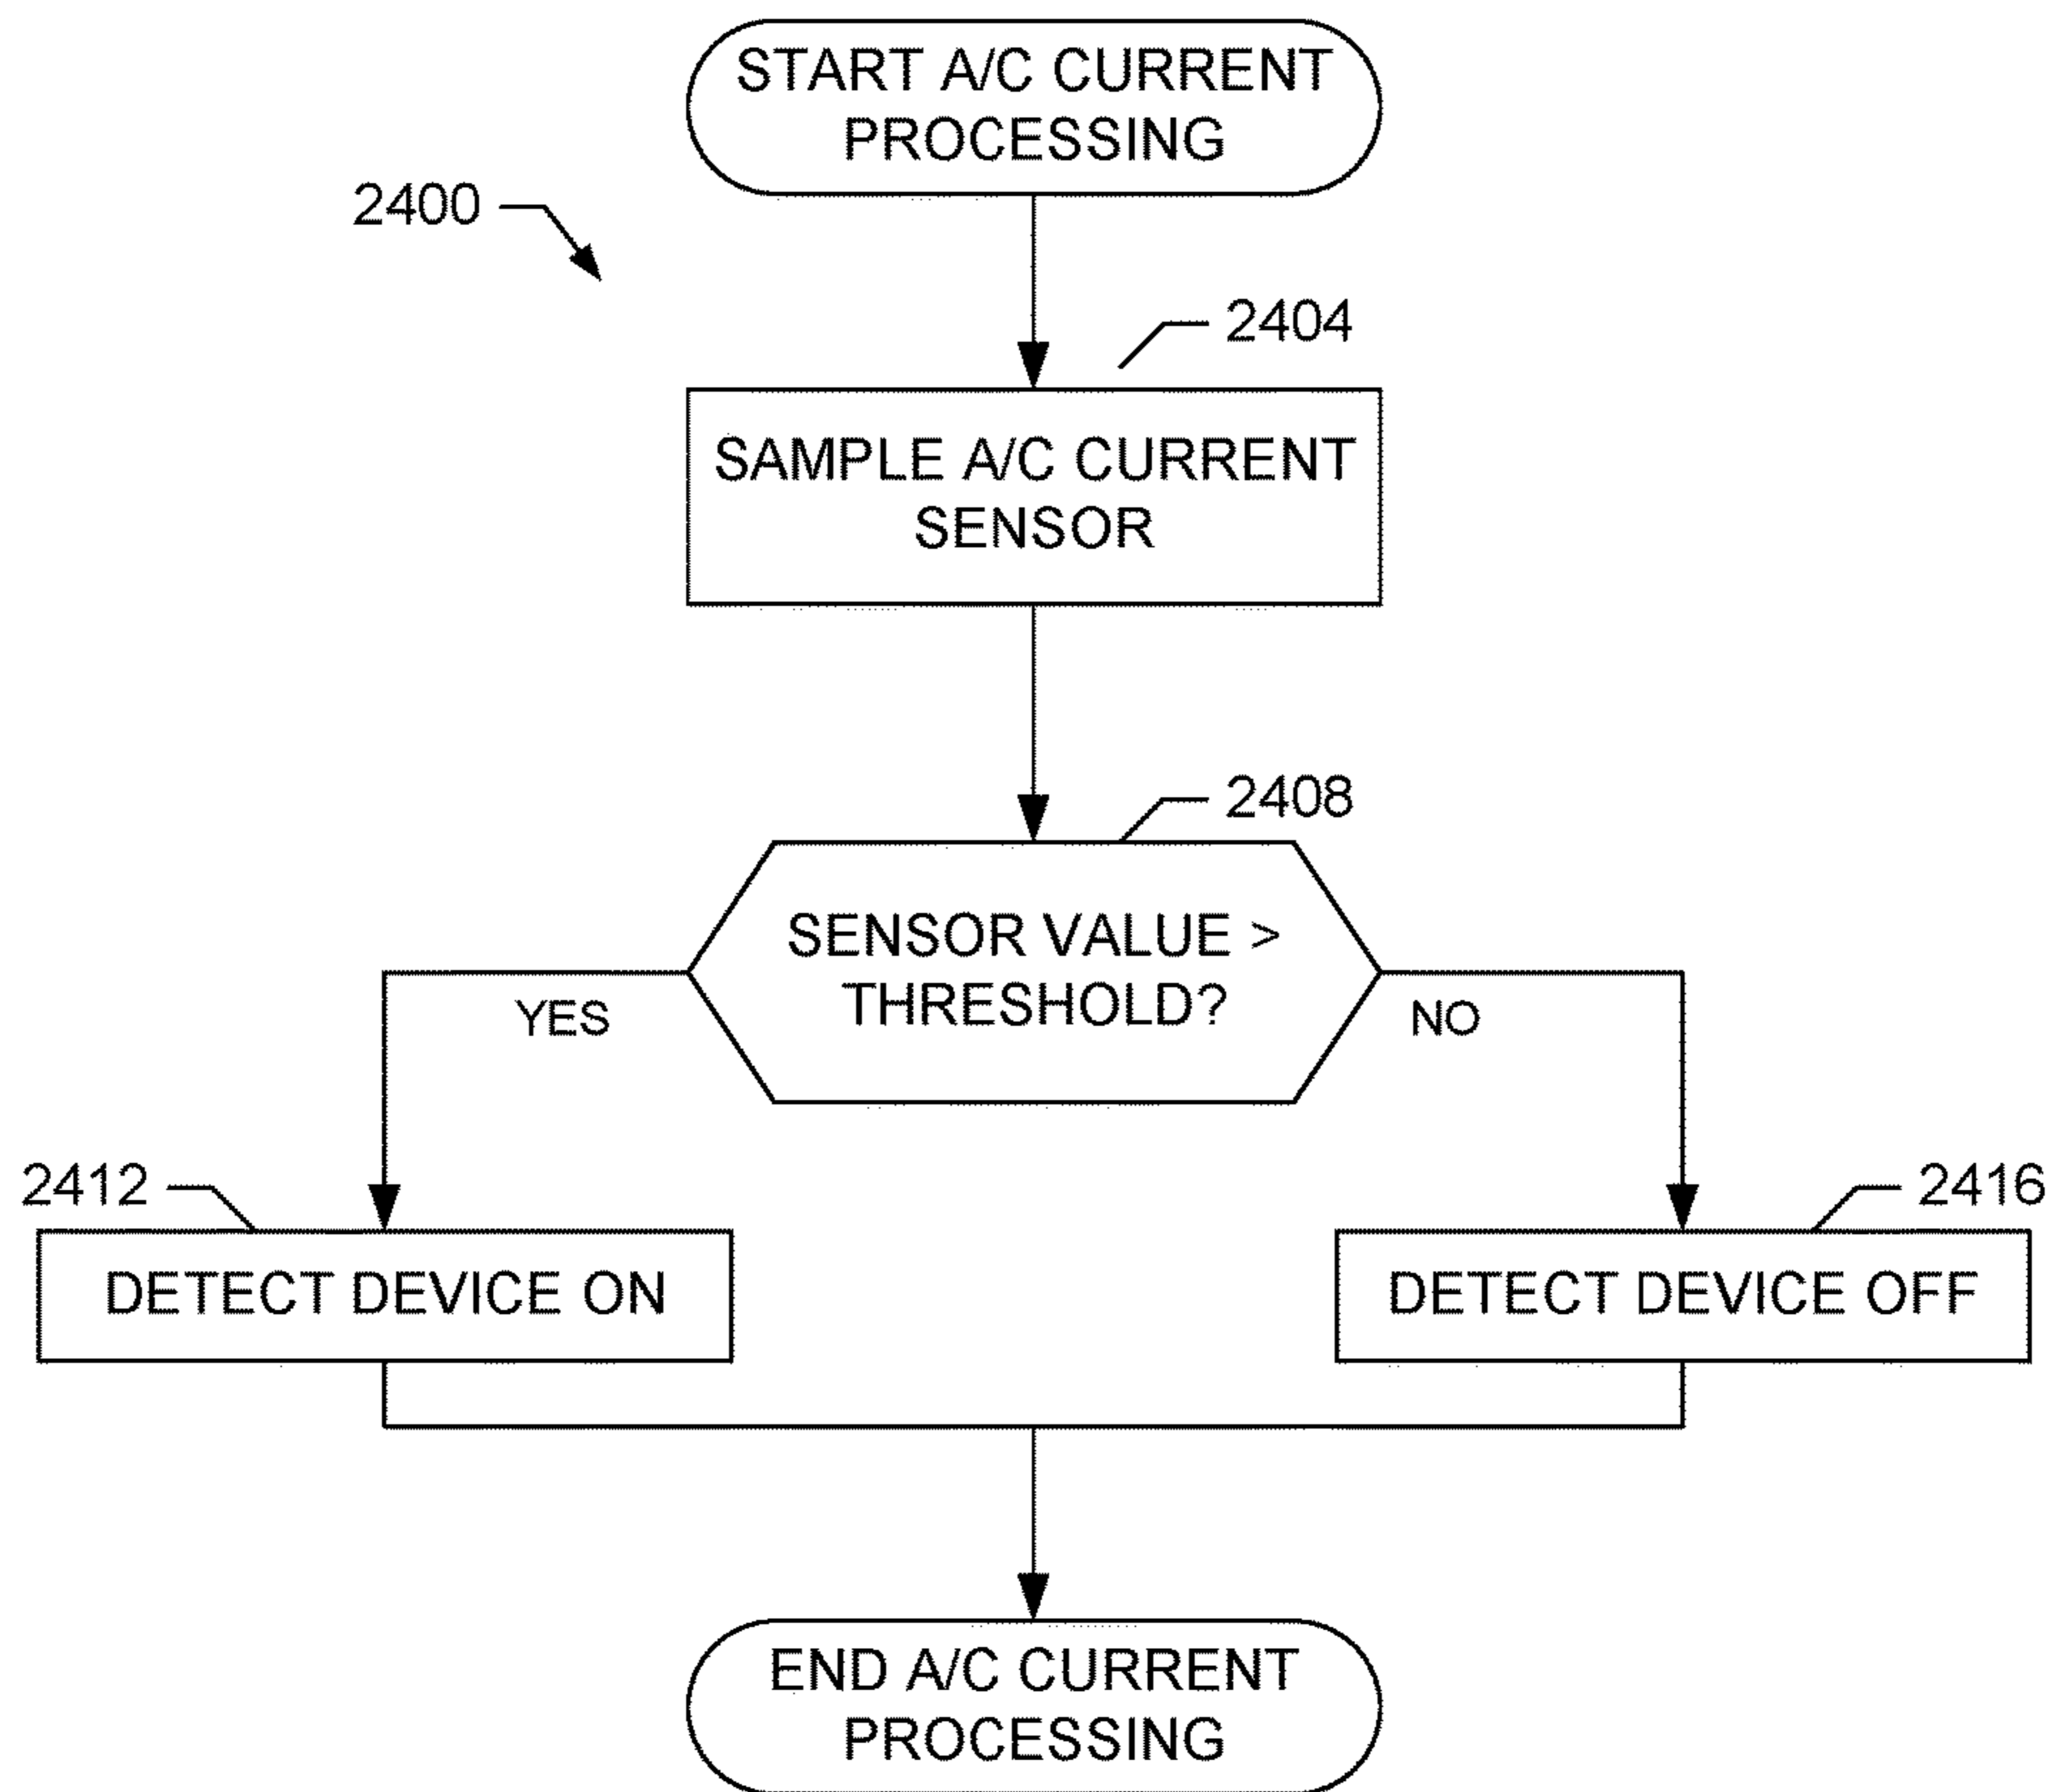 START A/C CURRENT
PROCESSING
2400
2404
SAMPLE A/C CURRENT
SENSOR
2408
SENSOR VALUE >
THRESHOLD?
YES
NO
2412
2416
DETECT DEVICE ON
DETECT DEVICE OFF
END A/C CURRENT
PROCESSING